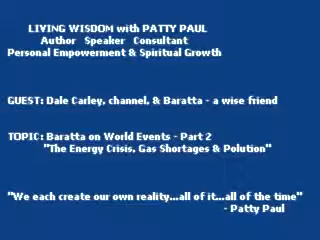 LIVING WISDOM with PATTY PAUL
Author Speaker Consultant
Personal Empowerment & Spiritual Growth
GUEST: Dale Carley, channel, & Baratta - a wise friend
TOPIC: Baratta on World Events - Part 2
"The Energy Crisis, Gas Shortages & Polution"
"We each create our own reality...all of it...all of the time"
- Patty Paul